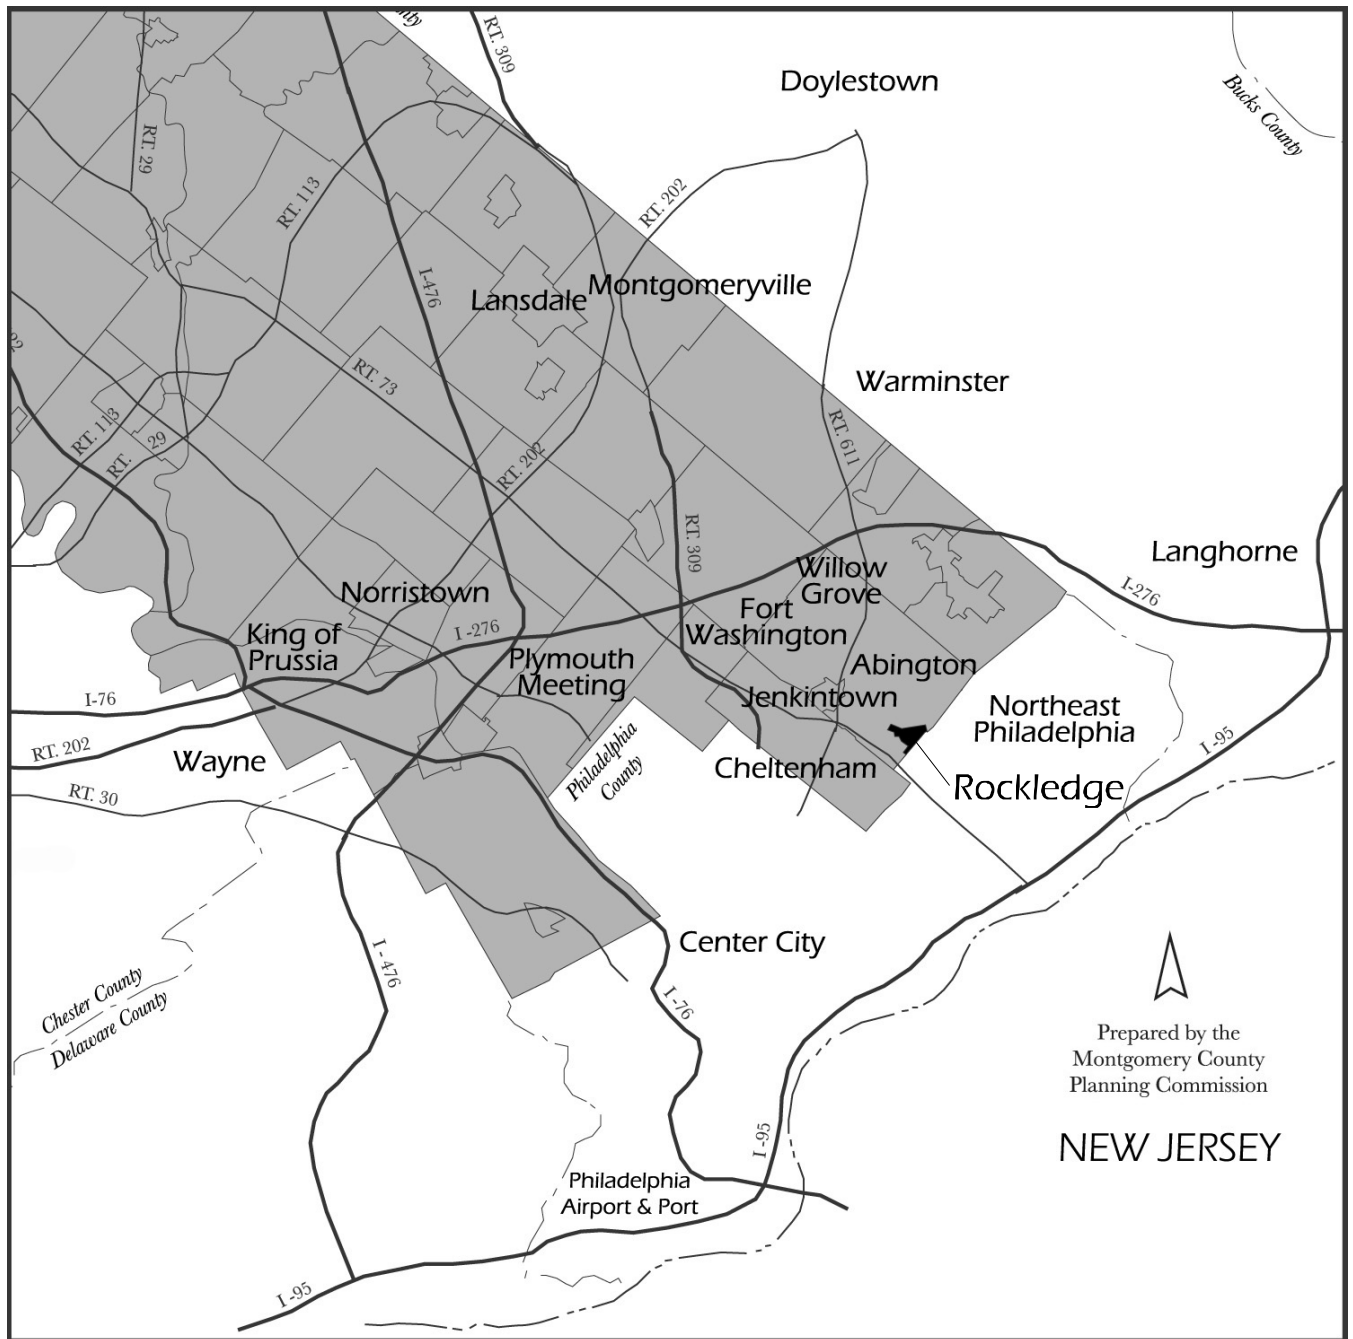 nty
RT. 309
Doylestown
Bucks County
RT. 29
RT. 113
RT. 202
I-476
Lansdale
Montgomeryville
22
RT. 73
Warminster
RT. 113
RT. 29
RT. 202
RT. 611
RT. 309
Langhorne
I-276
Norristown
Willow
Grove
Fort
Washington
I -276
King of
Prussia
Plymouth
Meeting
Abington
Jenkintown
I-76
RT. 202
Wayne
Northeast
Philadelphia
I -95
Philadelphia
County
Cheltenham
Rockledge
RT. 30
Center City
I - 476
I -76
Chester County
Delaware County
Prepared by the
Montgomery County
Planning Commission
NEW JERSEY
I -95
Philadelphia
Airport & Port
I -95